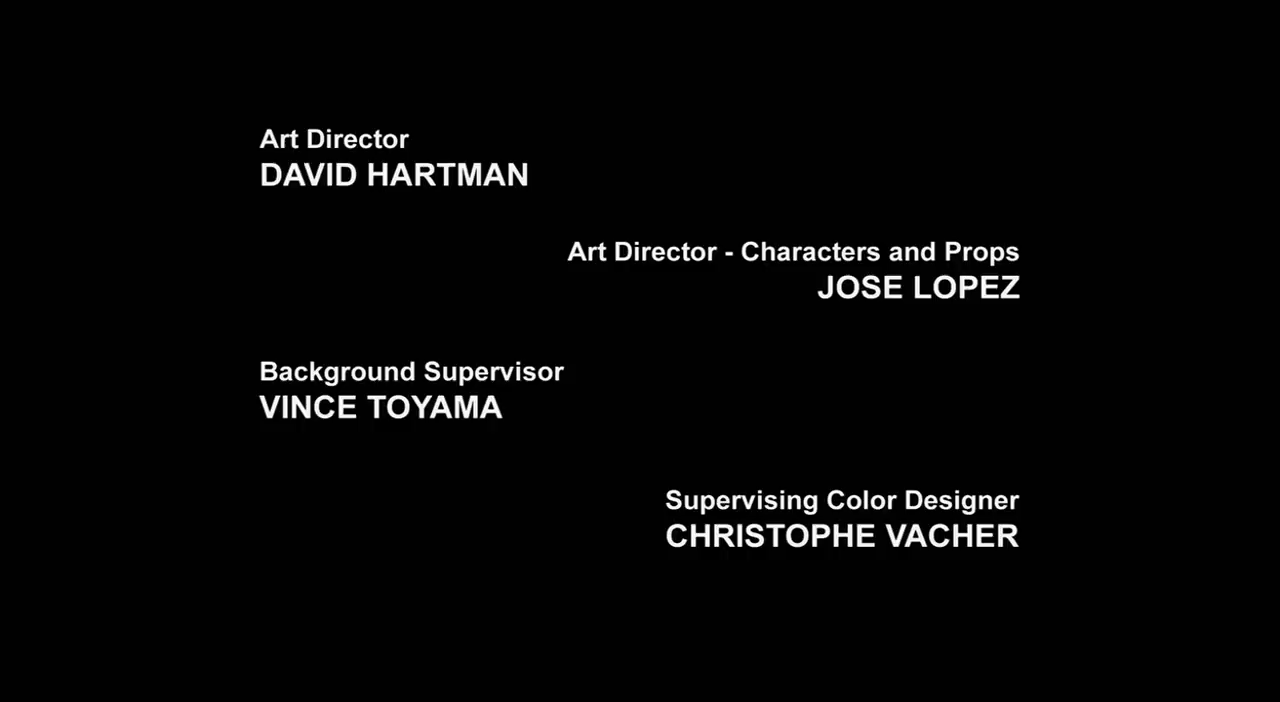 Art Director
DAVID HARTMAN
Art Director - Characters and Props
JOSE LOPEZ
Background Supervisor
VINCE TOYAMA
Supervising Color Designer
CHRISTOPHE VACHER